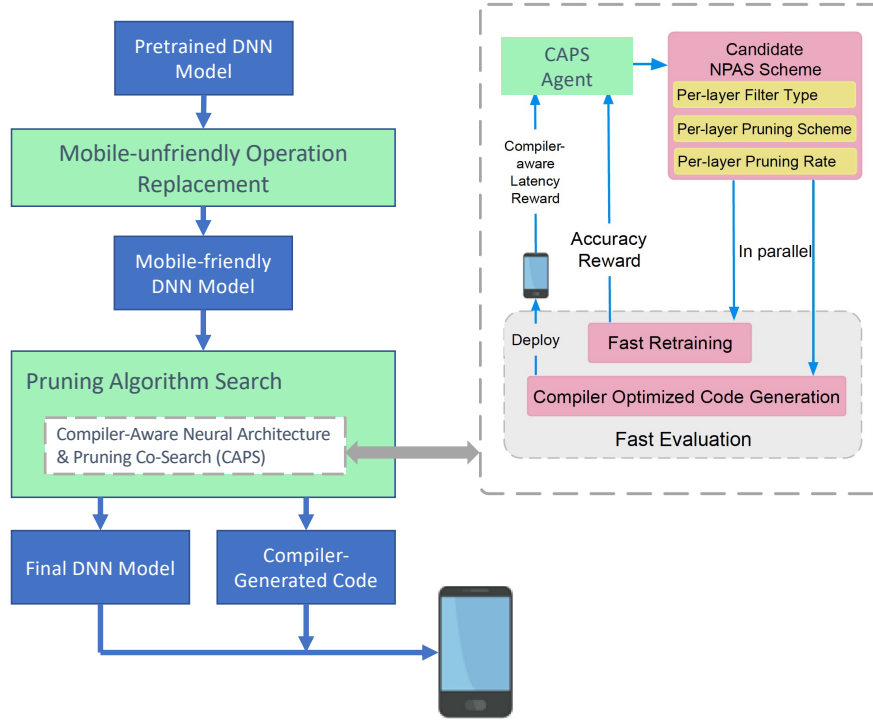 Pretrained DNN
Model
Mobile-unfriendly Operation
Replacement
Mobile-friendly
DNN Model
Pruning Algorithm Search
Compiler-Aware Neural Architecture
& Pruning Co-Search (CAPS)
Final DNN Model
Compiler-
Generated Code
CAPS
Agent
Candidate
NPAS Scheme
Per-layer Filter Type
Per-layer Pruning Scheme
Per-layer Pruning Rate
Compiler-
aware
Latency
Reward
Accuracy
Reward
In parallel
Deploy
Fast Retraining
Compiler Optimized Code Generation
Fast Evaluation